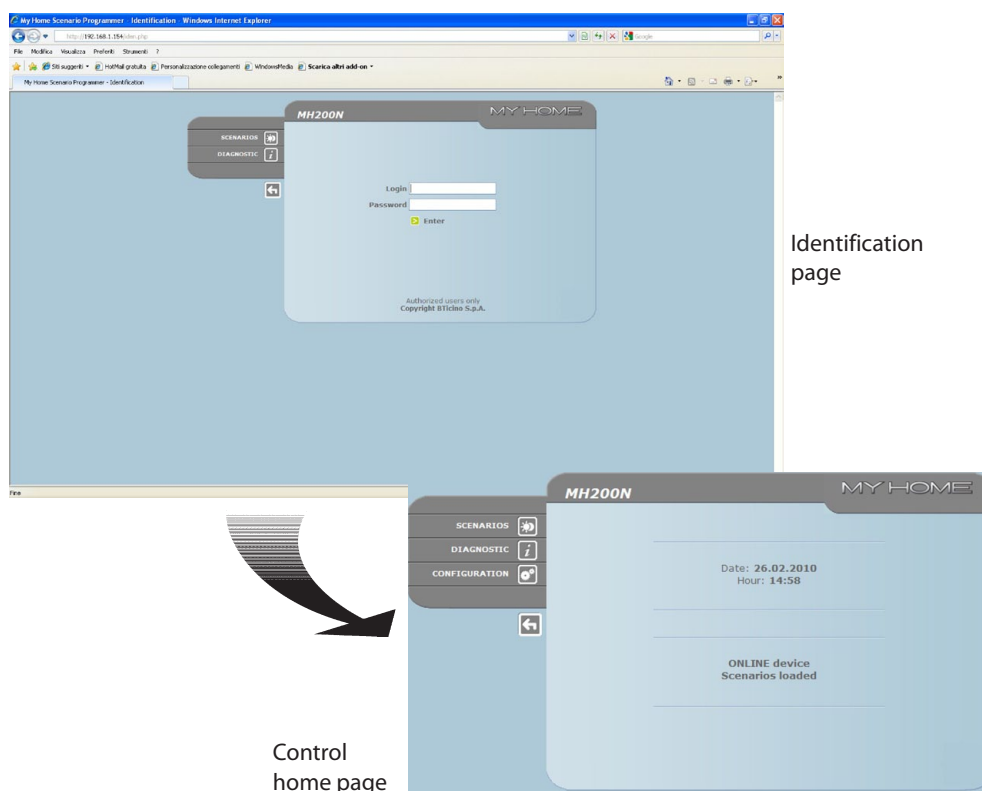 My Home Scenario Programmer - Identification - Windows Internet Explorer
http://192.168.1.154/iden.php
Google
File Modifica Visualizza Preferiti Strumenti ?
Siti suggeriti HotMail gratuita Personalizzazione collegamenti WindowsMedia Scarica altri add-on
My Home Scenario Programmer - Identification
MH200N
MY HOME
SCENARIOS
DIAGNOSTIC
Login
Password
Enter
Authorized users only
Copyright BTicino S.p.A.
Identification
page
Fine
MH200N
MY HOME
SCENARIOS
DIAGNOSTIC
CONFIGURATION
Date: 26.02.2010
Hour: 14:58
ONLINE device
Scenarios loaded
Control
home page